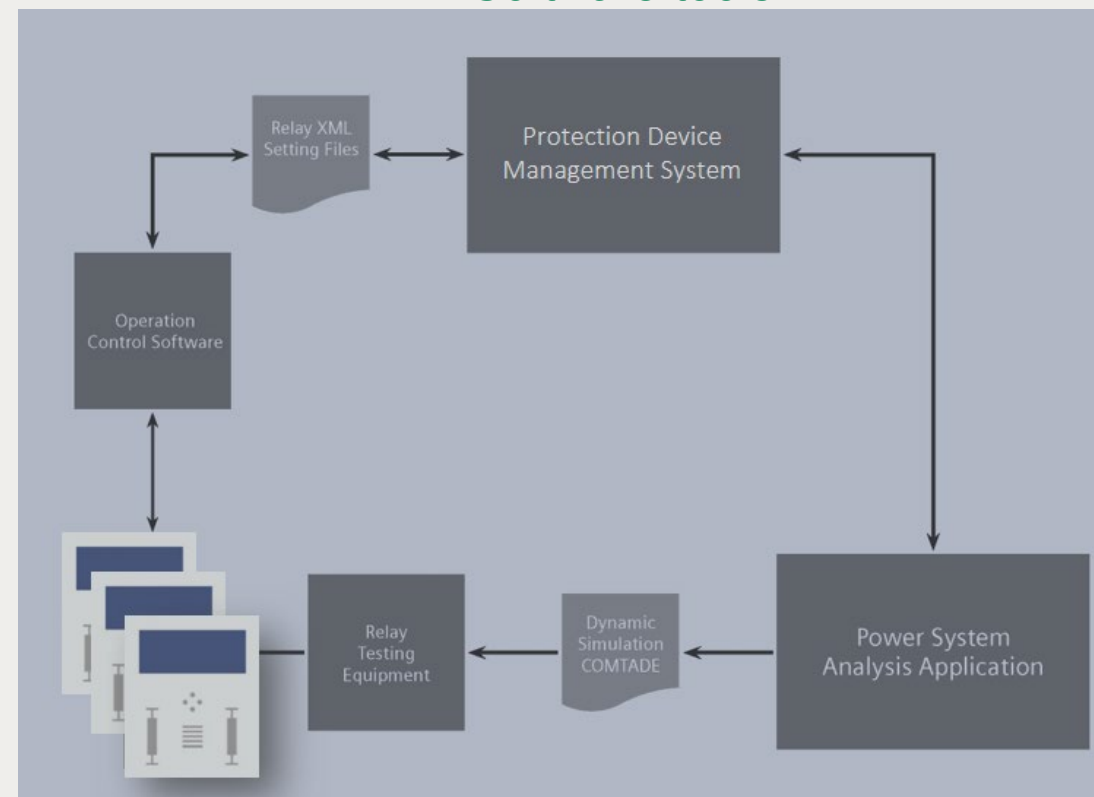 Relay XML
Setting Files
Protection Device
Management System
Operation
Control Software
Relay
Testing
Equipment
Dynamic
Simulation
COMTADE
Power System
Analysis Application